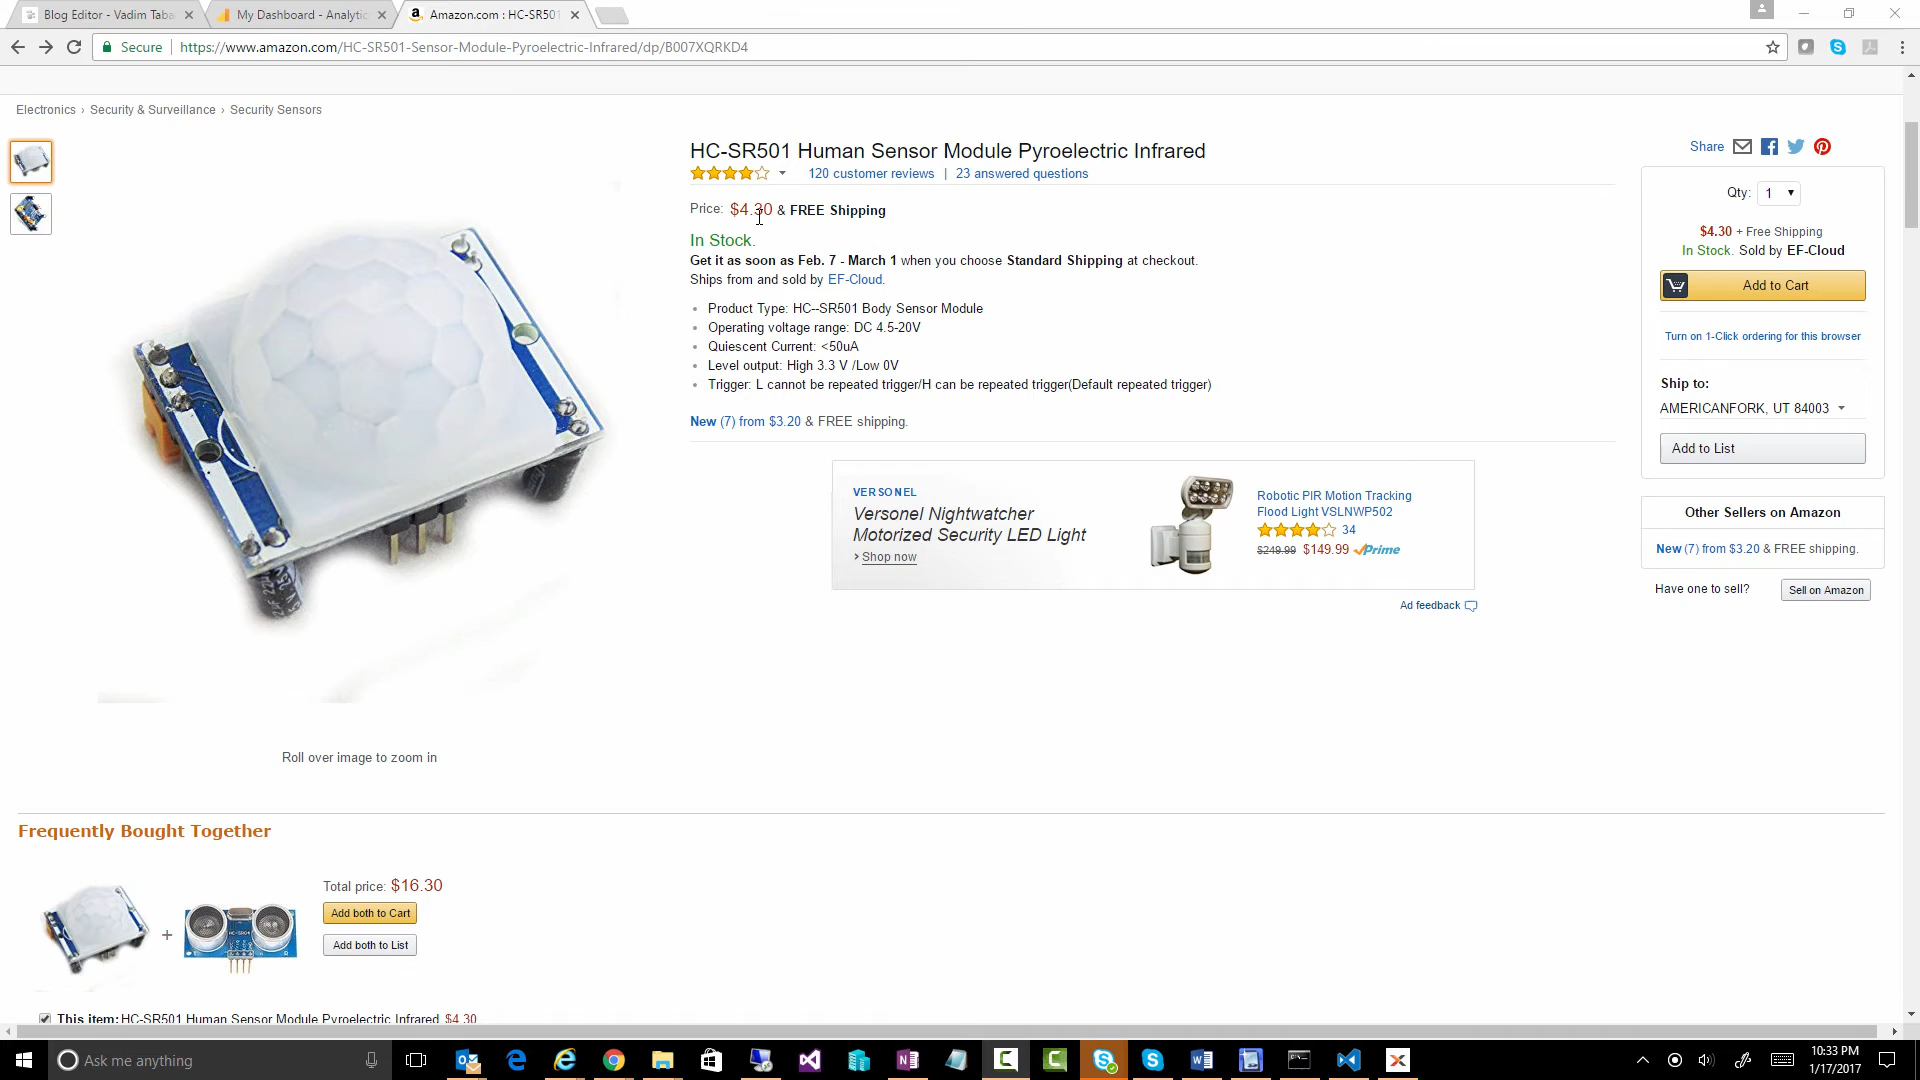 Blog Editor - Vadim Taba
My Dashboard - Analytic
Amazon.com : HC-SR501
Secure
https://www.amazon.com/HC-SR501-Sensor-Module-Pyroelectric-Infrared/dp/B007XQRKD4
Electronics › Security & Surveillance › Security Sensors
HC-SR501 Human Sensor Module Pyroelectric Infrared
120 customer reviews | 23 answered questions
Price: $4.30 & FREE Shipping
In Stock.
Get it as soon as Feb. 7 - March 1 when you choose Standard Shipping at checkout.
Ships from and sold by EF-Cloud.
Product Type: HC--SR501 Body Sensor Module
Operating voltage range: DC 4.5-20V
Quiescent Current: <50uA
Level output: High 3.3 V /Low 0V
Trigger: L cannot be repeated trigger/H can be repeated trigger(Default repeated trigger)
New (7) from $3.20 & FREE shipping.
VERSONEL
Versonel Nightwatcher
Motorized Security LED Light
Shop now
Robotic PIR Motion Tracking
Flood Light VSLNWP502
34
$249.99 $149.99 Prime
Ad feedback
Share
Qty: 1
$4.30 + Free Shipping
In Stock. Sold by EF-Cloud
Add to Cart
Turn on 1-Click ordering for this browser
Ship to:
AMERICANFORK, UT 84003
Add to List
Other Sellers on Amazon
New (7) from $3.20 & FREE shipping.
Have one to sell?
Sell on Amazon
Roll over image to zoom in
Frequently Bought Together
Total price: $16.30
Add both to Cart
Add both to List
+
HC-SR04
This item: HC-SR501 Human Sensor Module Pyroelectric Infrared $4.30
Ask me anything
10:33 PM
1/17/2017